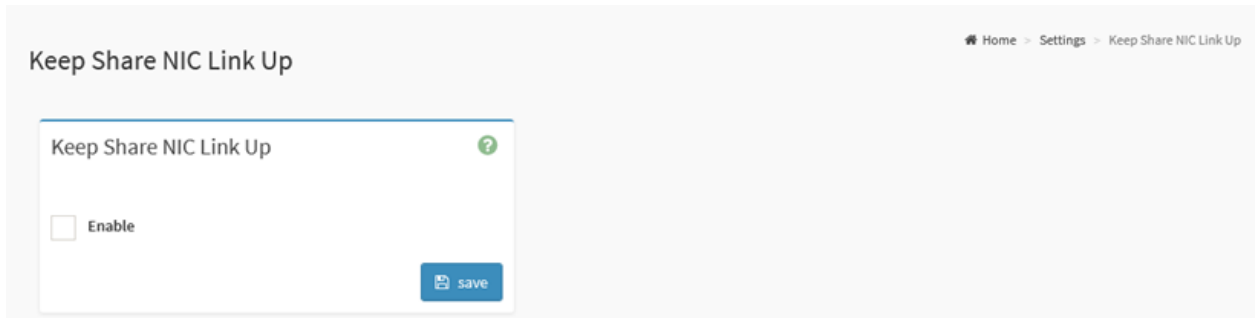 Home > Settings > Keep Share NIC Link Up
Keep Share NIC Link Up
Keep Share NIC Link Up
?
Enable
save